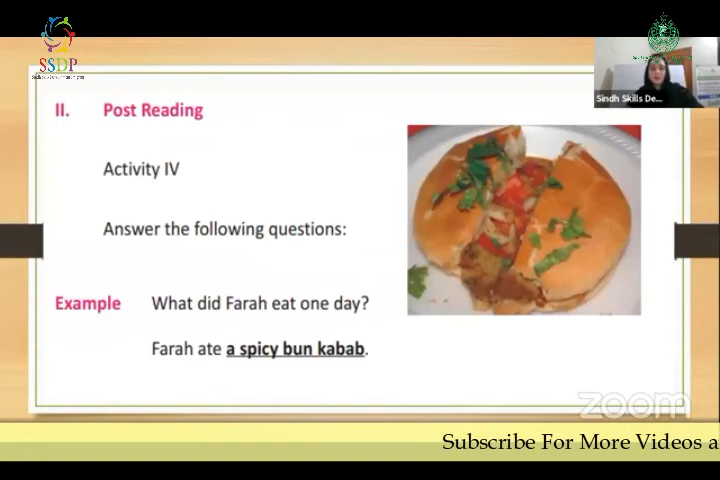 SSDP
Sindh Skills De...
II. Post Reading
Activity IV
Answer the following questions:
Example What did Farah eat one day?
Farah ate a spicy bun kabab.
zoom
Subscribe For More Videos a